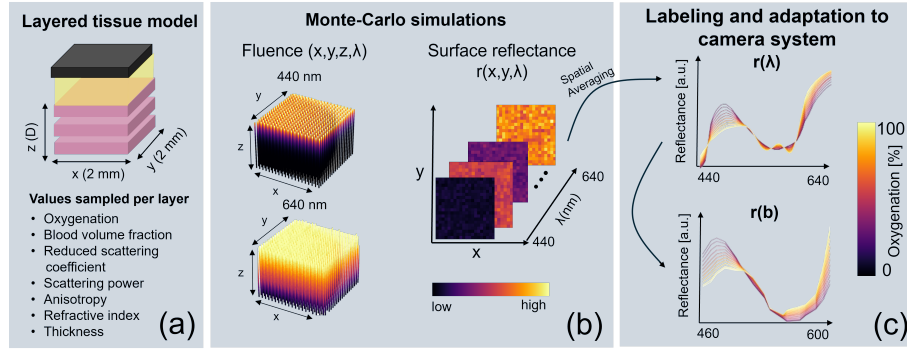 Layered tissue model
z (D)
x (2 mm)
y (2 mm)
Values sampled per layer
• Oxygenation
• Blood volume fraction
• Reduced scattering
coefficient
• Scattering power
• Anisotropy
• Refractive index
• Thickness
(a)
Monte-Carlo simulations
Fluence (x,y,z,λ)
440 nm
y
z
x
640 nm
y
z
x
Surface reflectance
r(x,y,λ)
y
x
440
λ(nm)
640
low
high
Spatial
Averaging
(b)
Labeling and adaptation to
camera system
r(λ)
Reflectance [a.u.]
440
640
r(b)
Reflectance [a.u.]
460
600
100
Oxygenation [%]
0
(c)